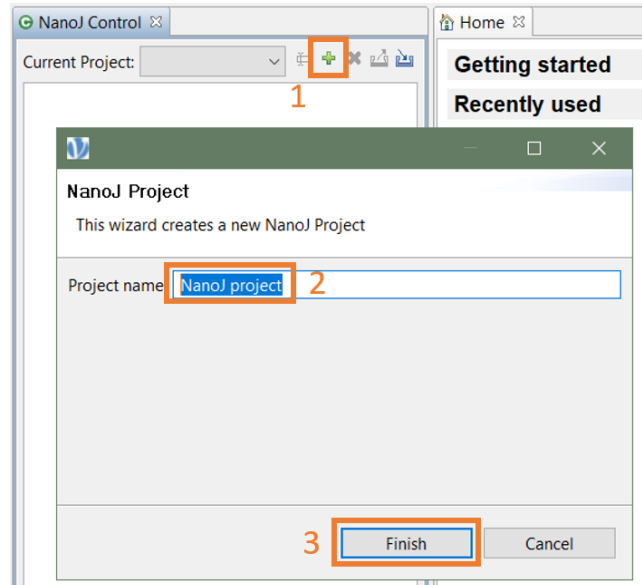 NanoJ Control
Home
Current Project:
1
Getting started
Recently used
NanoJ Project
This wizard creates a new NanoJ Project
Project name
NanoJ project
2
3
Finish
Cancel